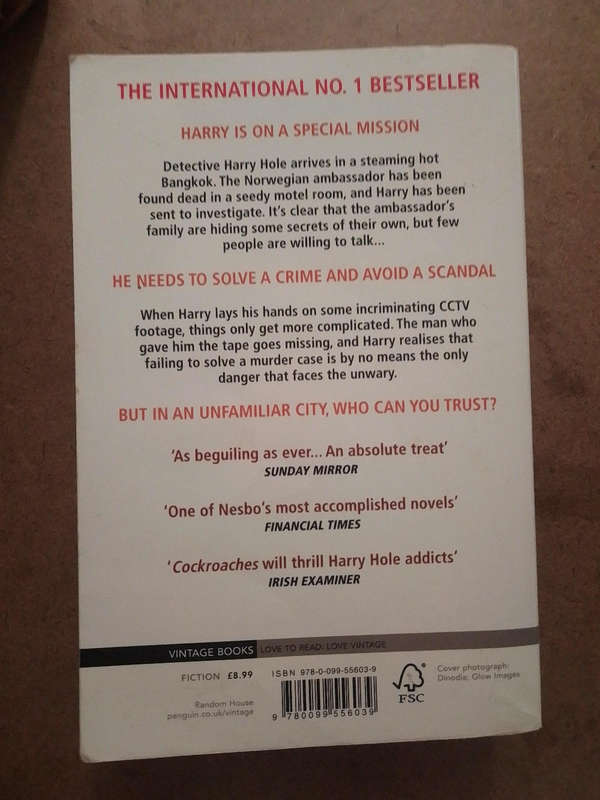 THE INTERNATIONAL NO. 1 BESTSELLER
HARRY IS ON A SPECIAL MISSION
Detective Harry Hole arrives in a steaming hot
Bangkok. The Norwegian ambassador has been
found dead in a seedy motel room, and Harry has been
sent to investigate. It's clear that the ambassador's
family are hiding some secrets of their own, but few
people are willing to talk...
HE NEEDS TO SOLVE A CRIME AND AVOID A SCANDAL
When Harry lays his hands on some incriminating CCTV
footage, things only get more complicated. The man who
gave him the tape goes missing, and Harry realises that
failing to solve a murder case is by no means the only
danger that faces the unwary.
BUT IN AN UNFAMILIAR CITY, WHO CAN YOU TRUST?
'As beguiling as ever... An absolute treat'
SUNDAY MIRROR
'One of Nesbo's most accomplished novels'
FINANCIAL TIMES
'Cockroaches will thrill Harry Hole addicts'
IRISH EXAMINER
VINTAGE BOOKS LOVE TO READ: LOVE VINTAGE
FICTION £8.99
Random House
penguin.co.uk/vintage
ISBN 978-0-099-55603-9
9 780099 556039
FSC
Cover photograph:
Dinodia; Glow Images